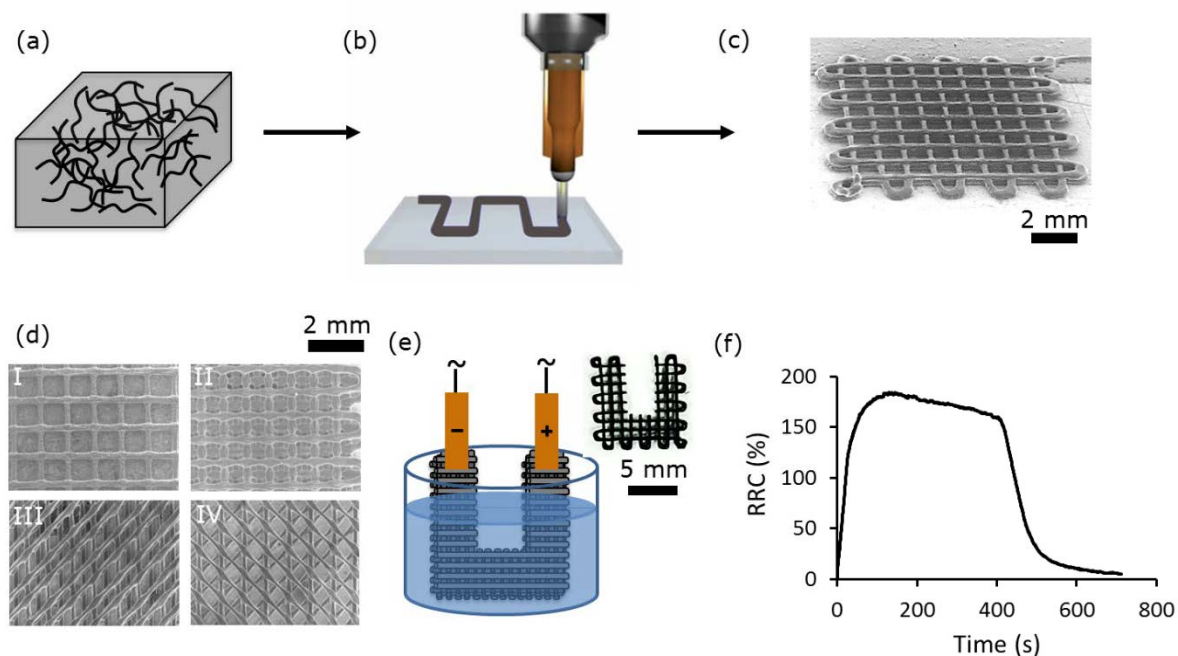 (a)
(b)
(c)
2 mm
(d)
2 mm
I
II
III
IV
(e)
~
~
−
+
5 mm
(f)
200
150
100
50
0
RRC (%)
0
200
400
600
800
Time (s)